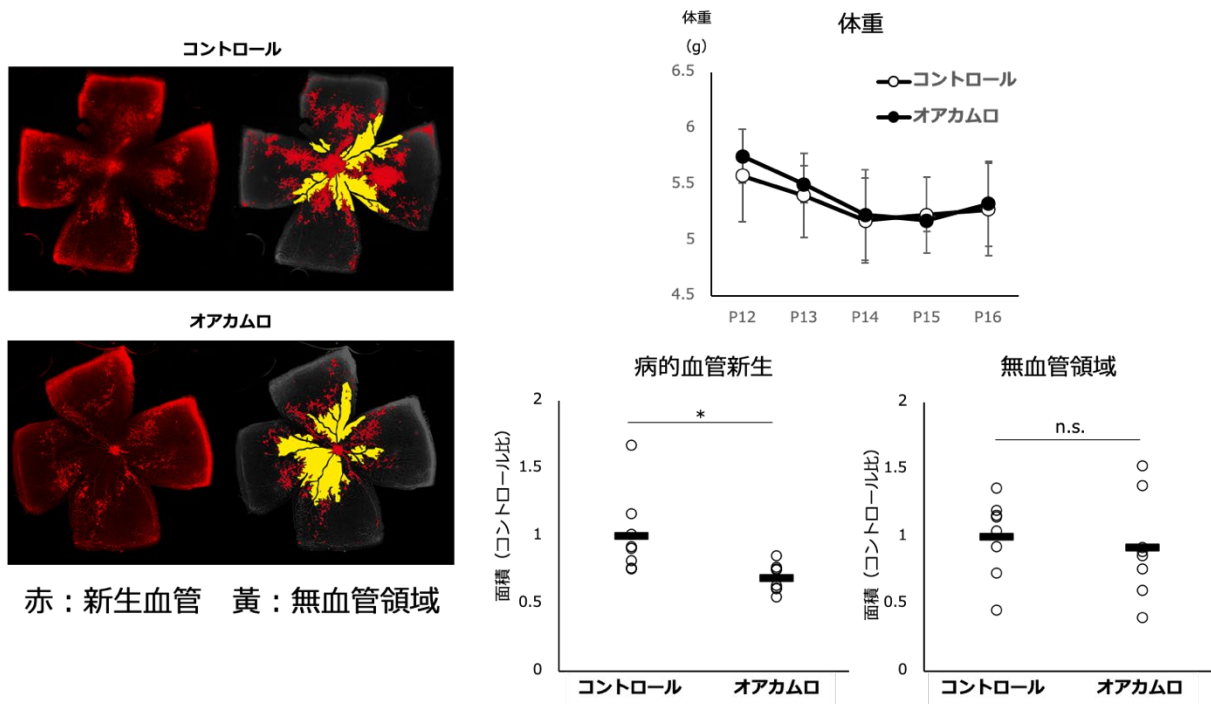 コントロール
オアカムロ
赤：新生血管　黄：無血管領域
体重
体重
(g)
6.5
6
5.5
5
4.5
コントロール
オアカムロ
P12 P13 P14 P15 P16
病的血管新生
面積（コントロール比）
2
1.5
1
0.5
0
*
コントロール オアカムロ
無血管領域
面積（コントロール比）
2
1.5
1
0.5
0
n.s.
コントロール オアカムロ